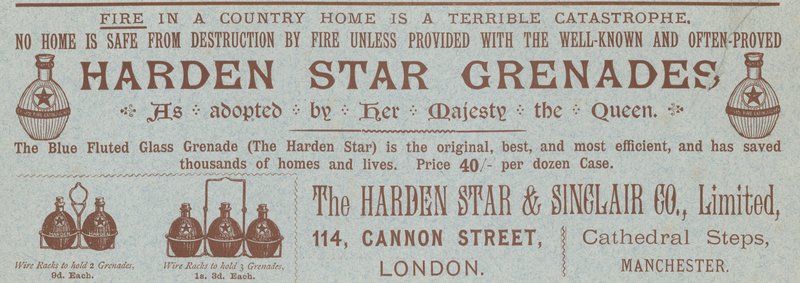 FIRE IN A COUNTRY HOME IS A TERRIBLE CATASTROPHE,
NO HOME IS SAFE FROM DESTRUCTION BY FIRE UNLESS PROVIDED WITH THE WELL-KNOWN AND OFTEN-PROVED
HARDEN STAR GRENADES
As adopted by Her Majesty the Queen.
The Blue Fluted Glass Grenade (The Harden Star) is the original, best, and most efficient, and has saved
thousands of homes and lives. Price 40/- per dozen Case.
Wire Racks to hold 2 Grenades,
9d. Each.
Wire Racks to hold 3 Grenades,
1s. 3d. Each.
The HARDEN STAR & SINCLAIR CO., Limited,
114, CANNON STREET,
LONDON.
Cathedral Steps,
MANCHESTER.